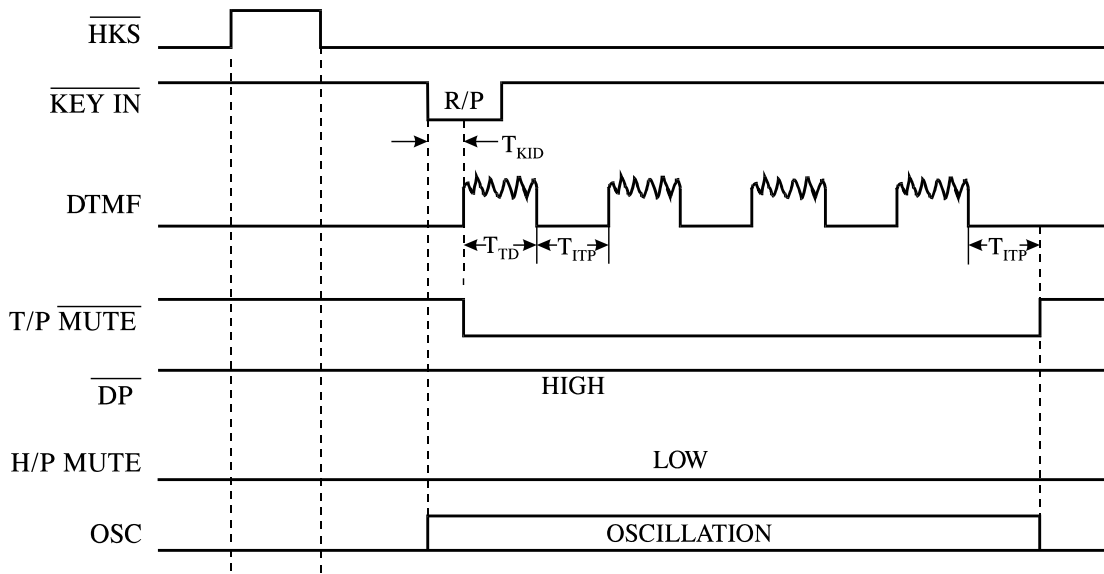 HKS
KEY IN
R/P
T_KID
DTMF
T_TD T_ITP T_ITP
T/P MUTE
DP
HIGH
H/P MUTE
LOW
OSC
OSCILLATION